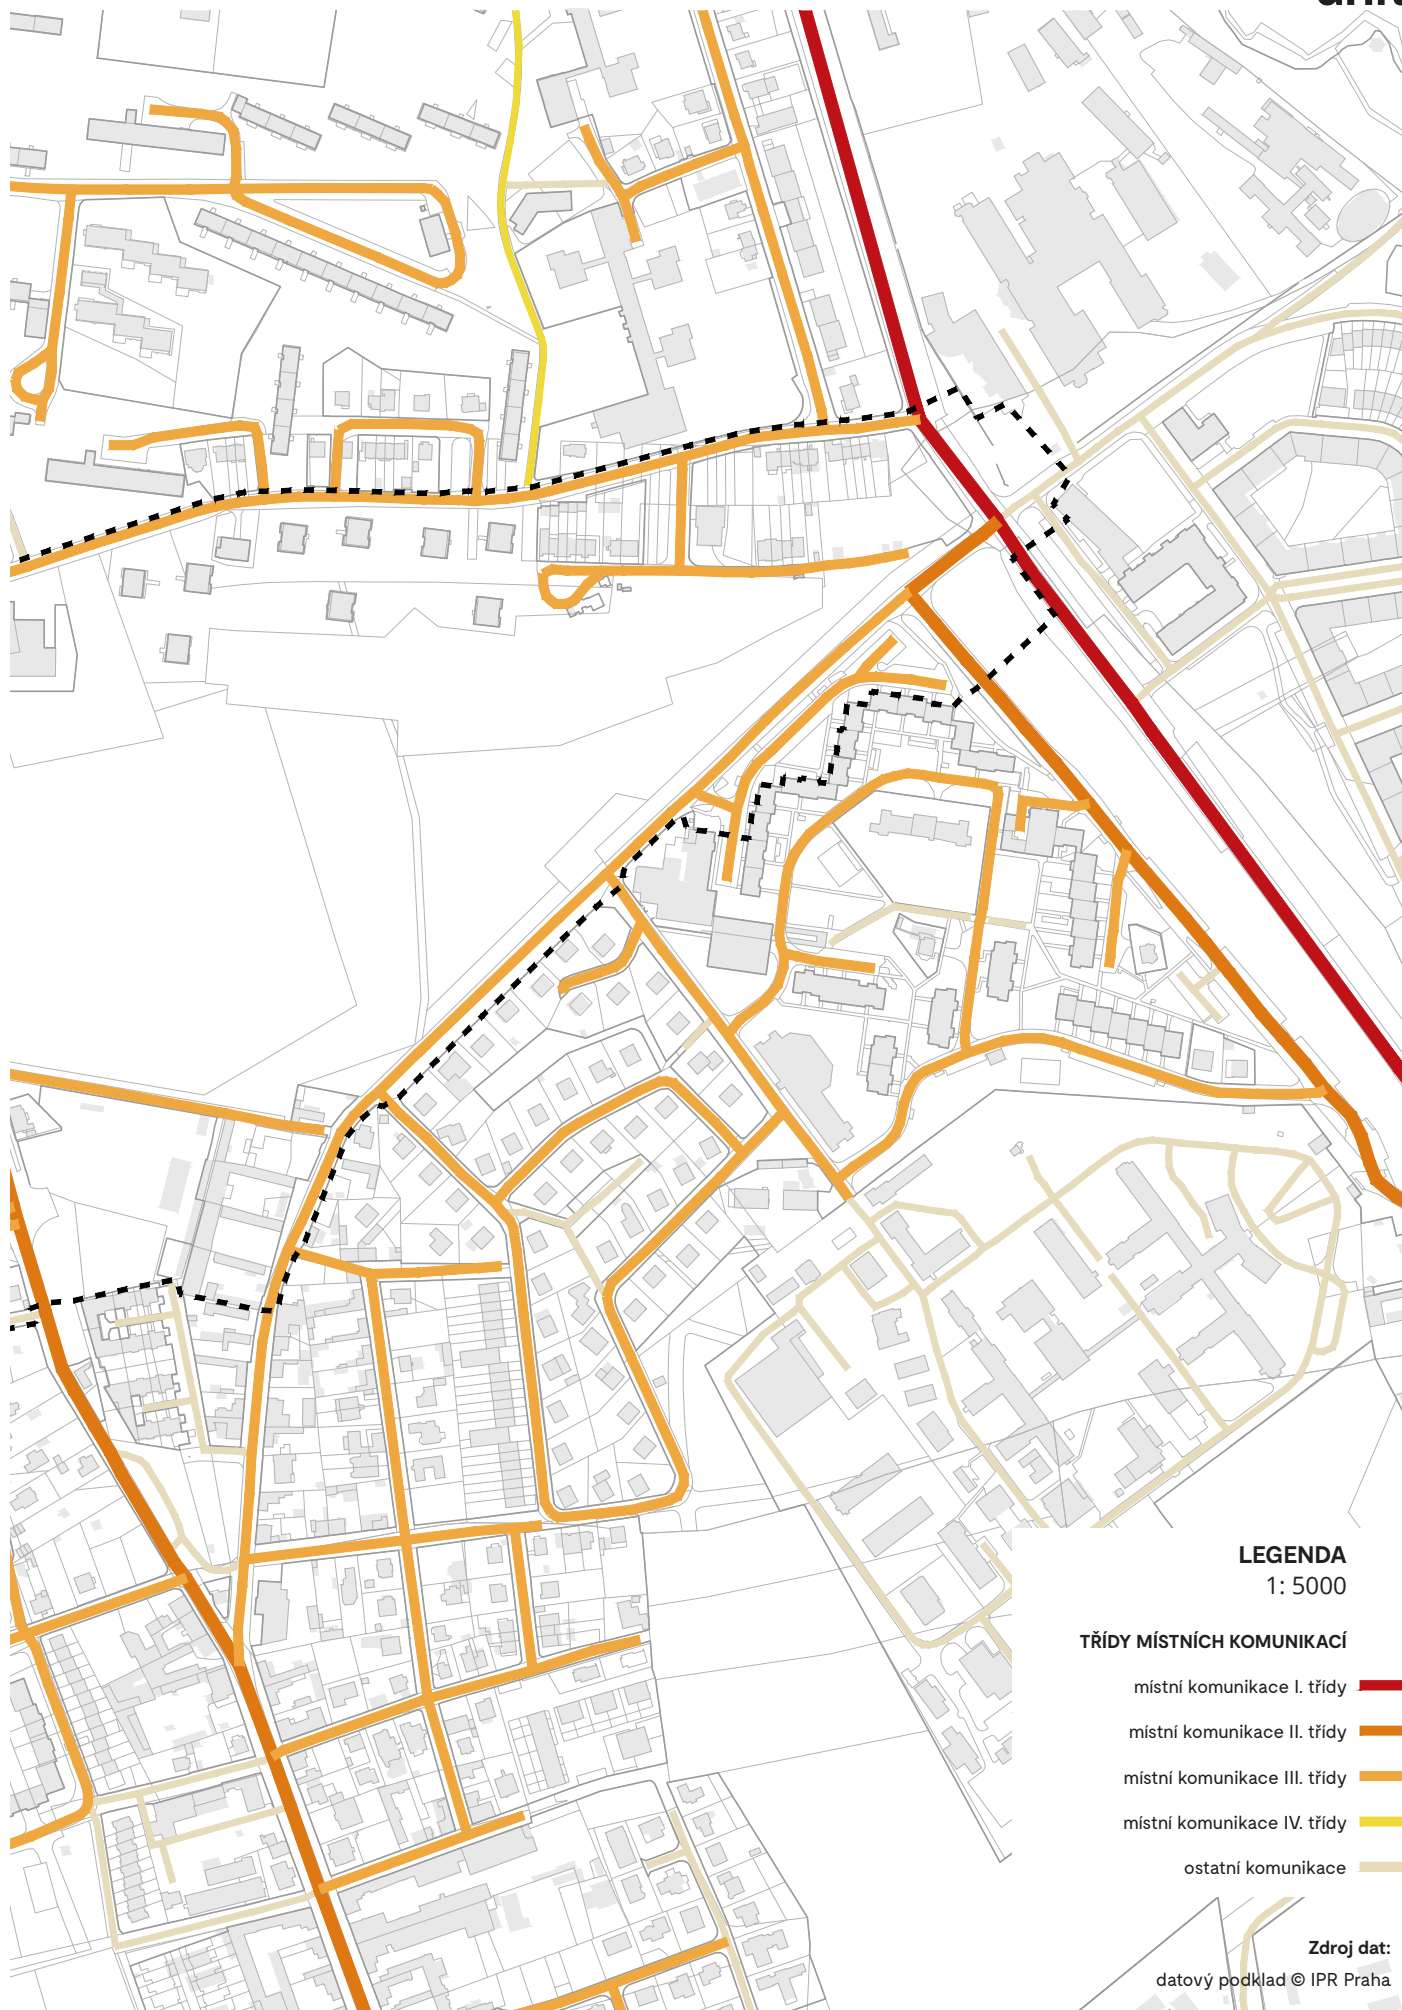 LEGENDA
1: 5000
TŘÍDY MÍSTNÍCH KOMUNIKACÍ
místní komunikace I. třídy
místní komunikace II. třídy
místní komunikace III. třídy
místní komunikace IV. třídy
ostatní komunikace
Zdroj dat:
datový podklad © IPR Praha